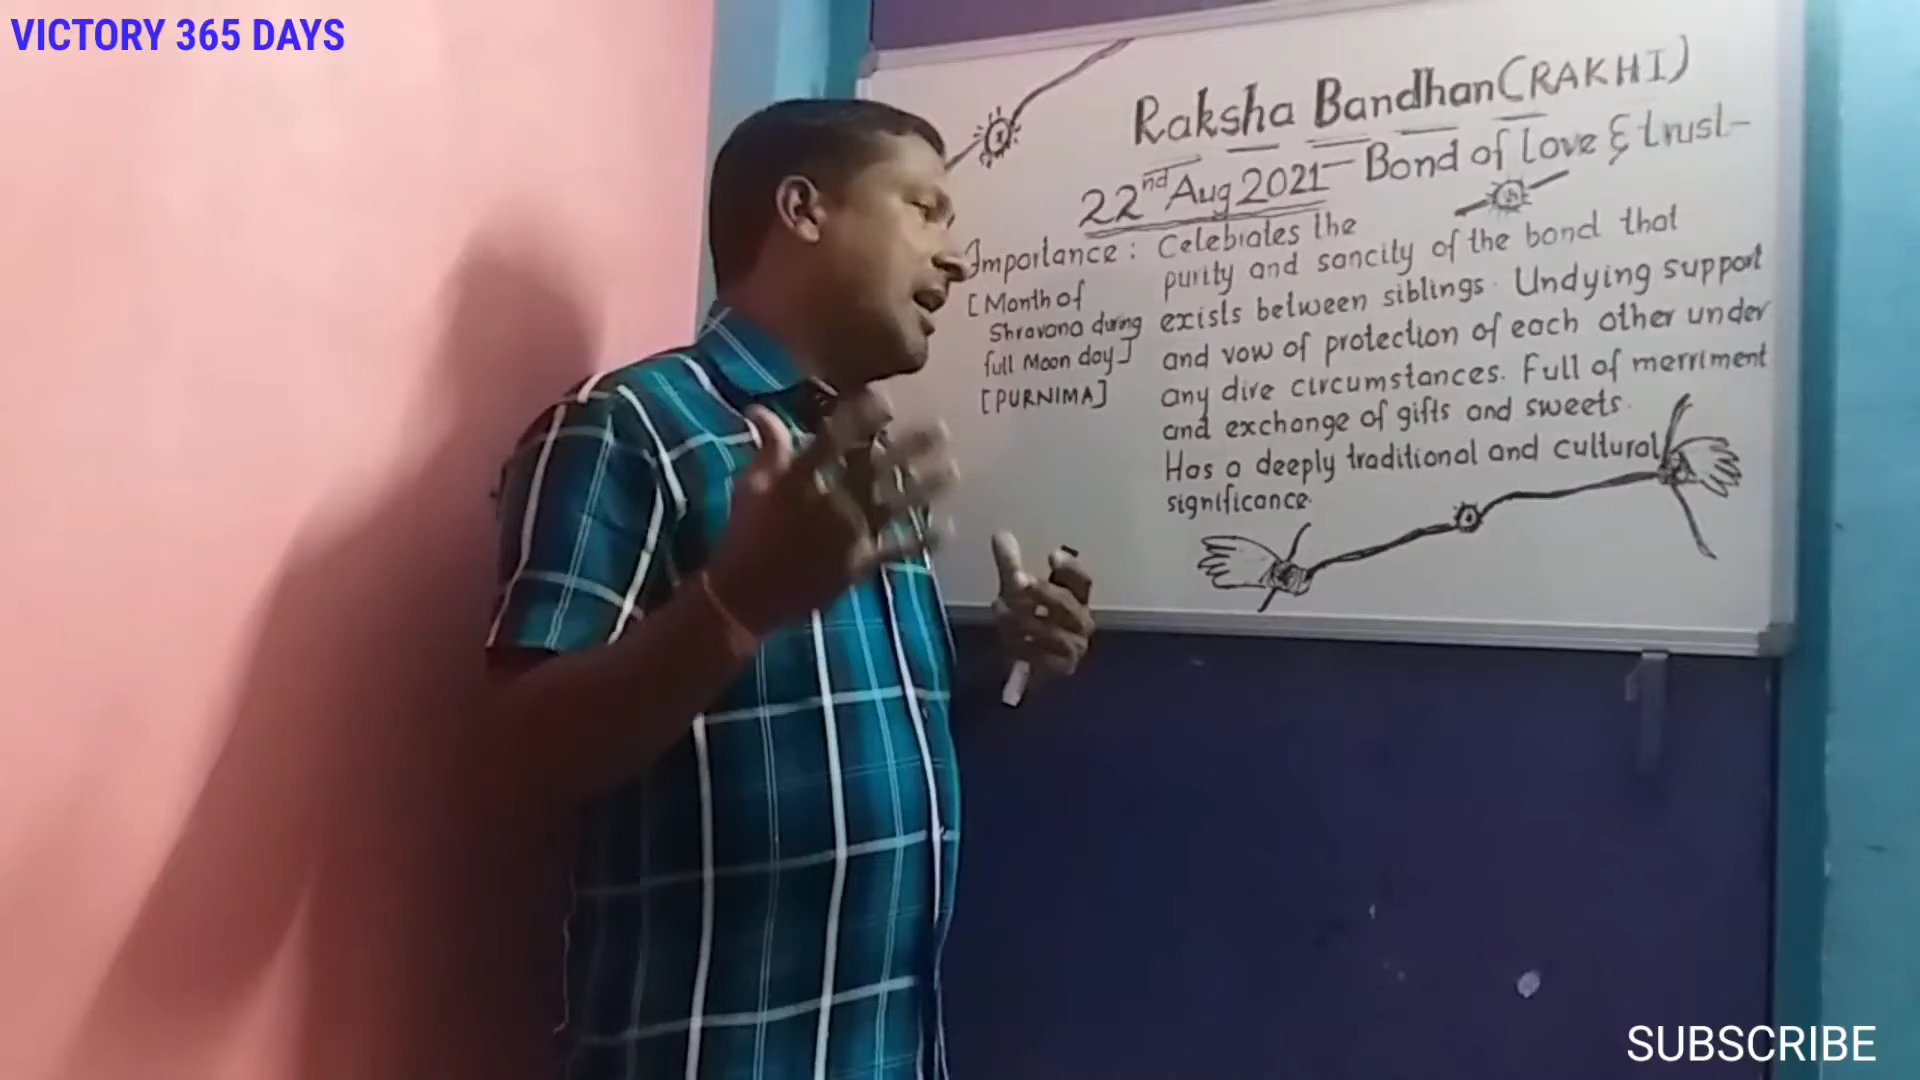 VICTORY 365 DAYS
Raksha Bandhan (RAKHI)
22nd Aug 2021 - Bond of Love & trust -
Importance : Celebrates the
purity and sancity of the bond that
[Month of
exists between siblings. Undying support
Shravana during
and vow of protection of each other under
full Moon day]
any dire circumstances. Full of merriment
[PURNIMA]
and exchange of gifts and sweets.
Has a deeply traditional and cultural
significance.
SUBSCRIBE